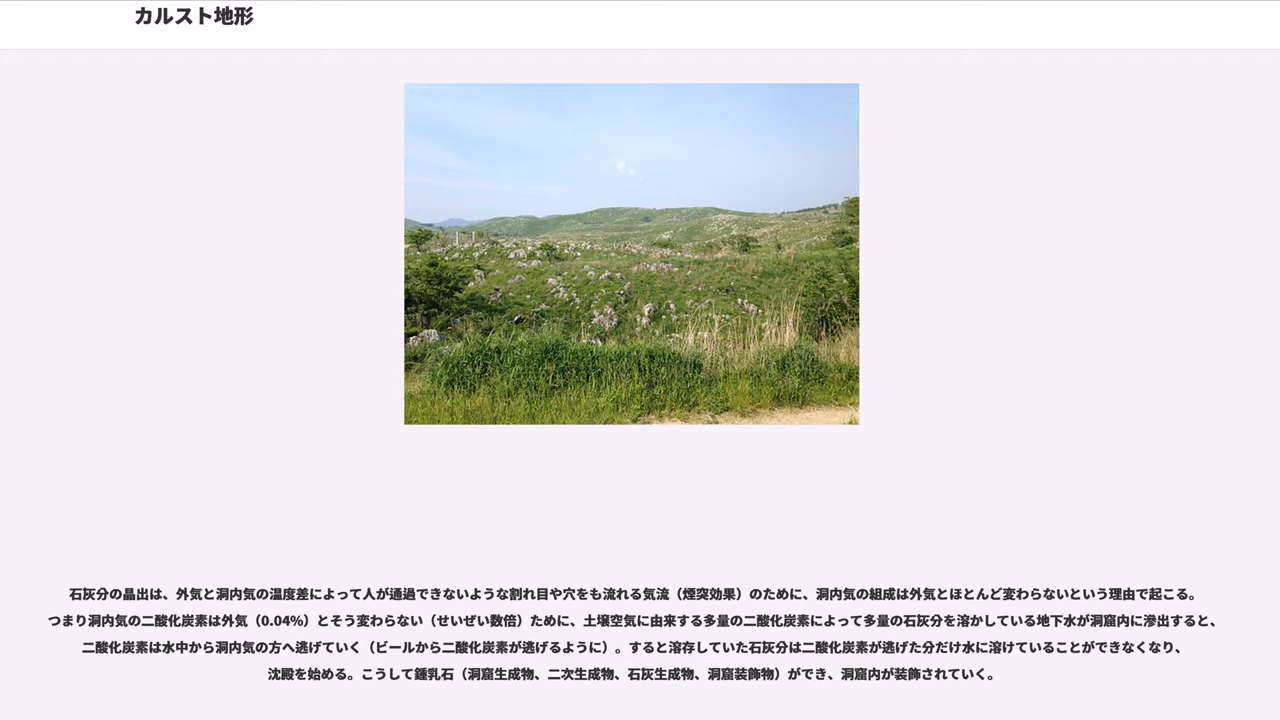 カルスト地形
石灰分の晶出は、外気と洞内気の温度差によって人が通過できないような割れ目や穴をも流れる気流（煙突効果）のために、洞内気の組成は外気とほとんど変わらないという理由で起こる。
つまり洞内気の二酸化炭素は外気（0.04%）とそう変わらない（せいぜい数倍）ために、土壌空気に由来する多量の二酸化炭素によって多量の石灰分を溶かしている地下水が洞窟内に滲出すると、
二酸化炭素は水中から洞内気の方へ逃げていく（ビールから二酸化炭素が逃げるように）。すると溶存していた石灰分は二酸化炭素が逃げた分だけ水に溶けていることができなくなり、
沈殿を始める。こうして鍾乳石（洞窟生成物、二次生成物、石灰生成物、洞窟装飾物）ができ、洞窟内が装飾されていく。